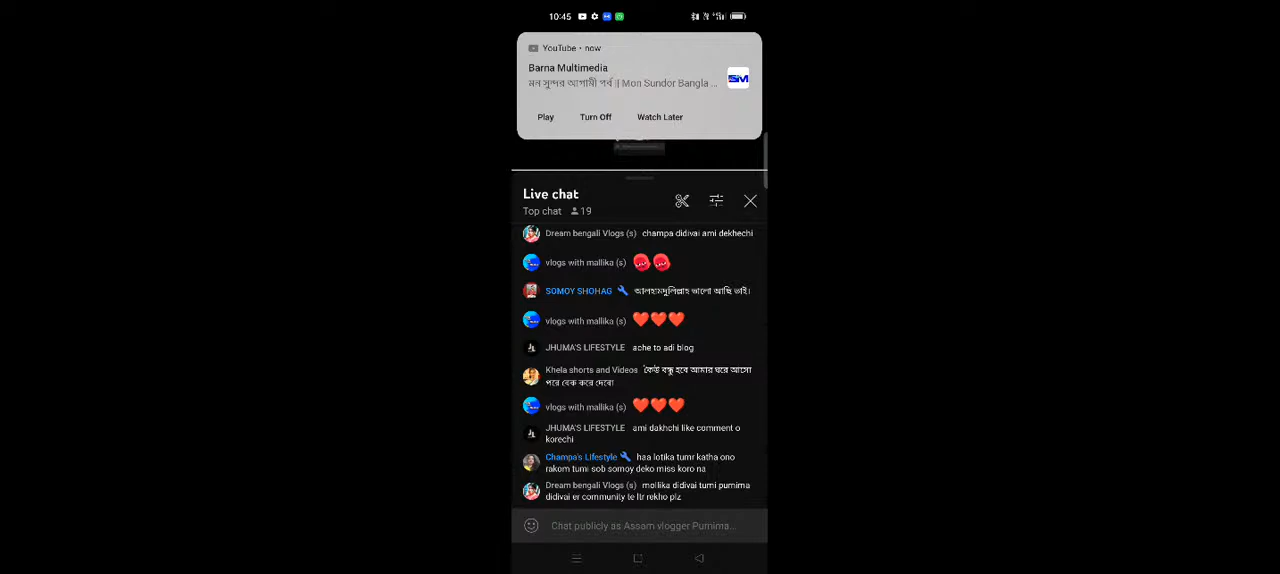 10:45
YouTube • now
Barna Multimedia
মন সুন্দর আগামী পর্ব || Mon Sundor Bangla ...
SM
Play Turn Off Watch Later
Live chat
Top chat 19
Dream bengali Vlogs (s) champa didivai ami dekhechi
vlogs with mallika (s)
SOMOY SHOHAG আলহামদুলিল্লাহ ভালো আছি ভাই।
vlogs with mallika (s) ❤️❤️❤️
JHUMA'S LIFESTYLE ache to adi blog
Khela shorts and Videos কেউ বন্ধু হবে আমার ঘরে আসো
পরে বেক করে দেবো
vlogs with mallika (s) ❤️❤️❤️
JHUMA'S LIFESTYLE ami dakhchi like comment o
korechi
Champa's Lifestyle haa lotika tumr katha ono
rakom tumi sob somoy deko miss koro na
Dream bengali Vlogs (s) mollika didivai tumi purnima
didivai er community te ltr rekho plz
Chat publicly as Assam vlogger Purnima...